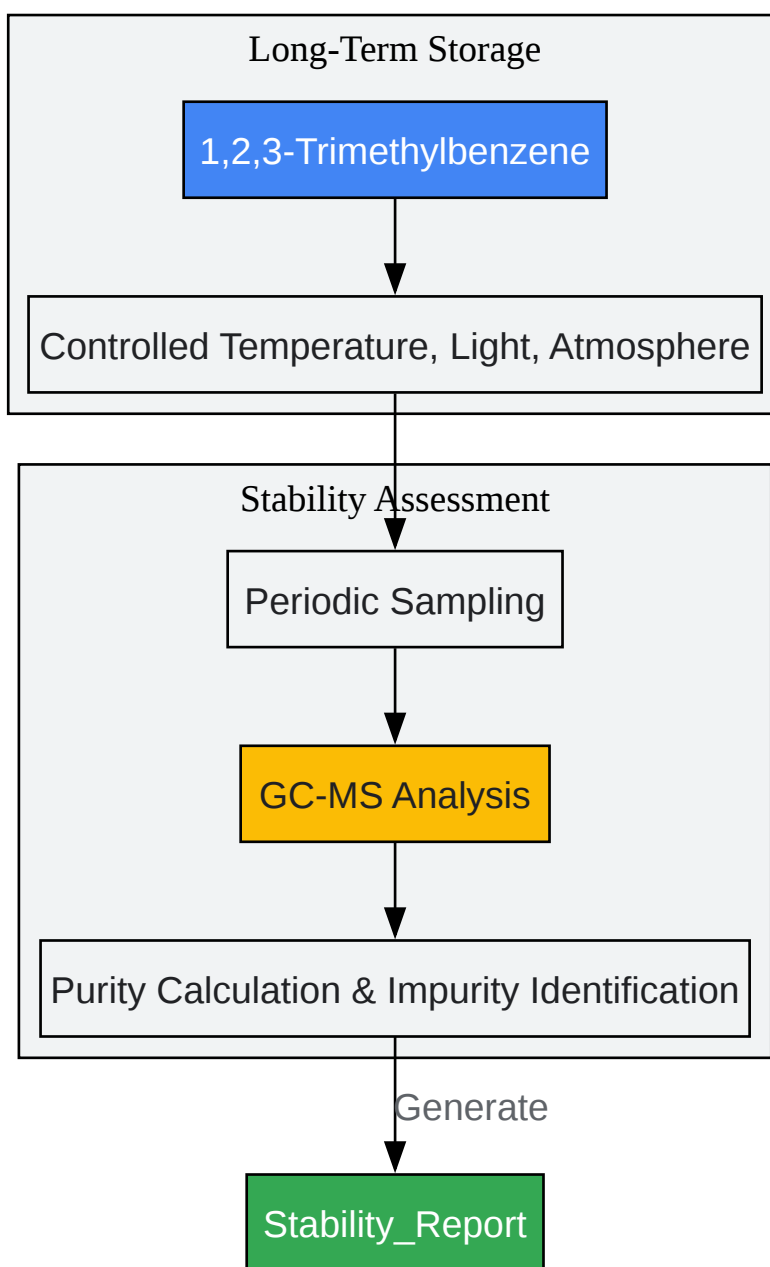 Long-Term Storage
1,2,3-Trimethylbenzene
Controlled Temperature, Light, Atmosphere
Stability Assessment
Periodic Sampling
GC-MS Analysis
Purity Calculation & Impurity Identification
Generate
Stability_Report